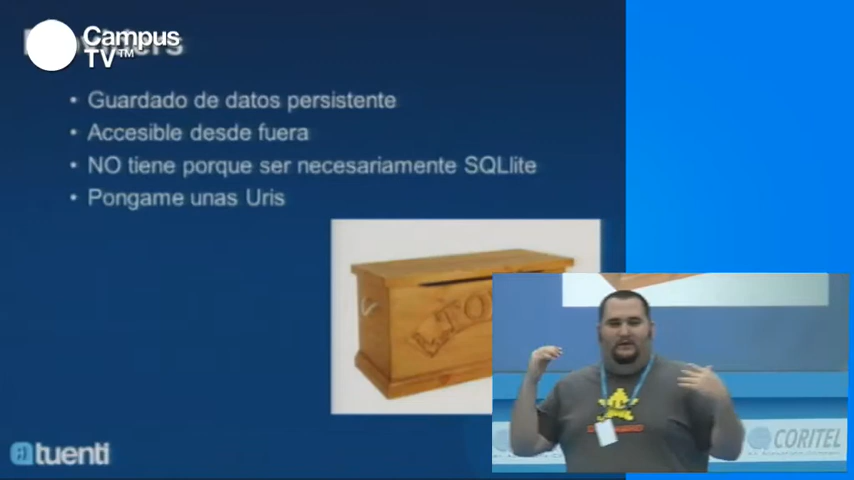 Campus
TV™
• Guardado de datos persistente
• Accesible desde fuera
• NO tiene porque ser necesariamente SQLlite
• Pongame unas Uris
tuenti
CORITEL